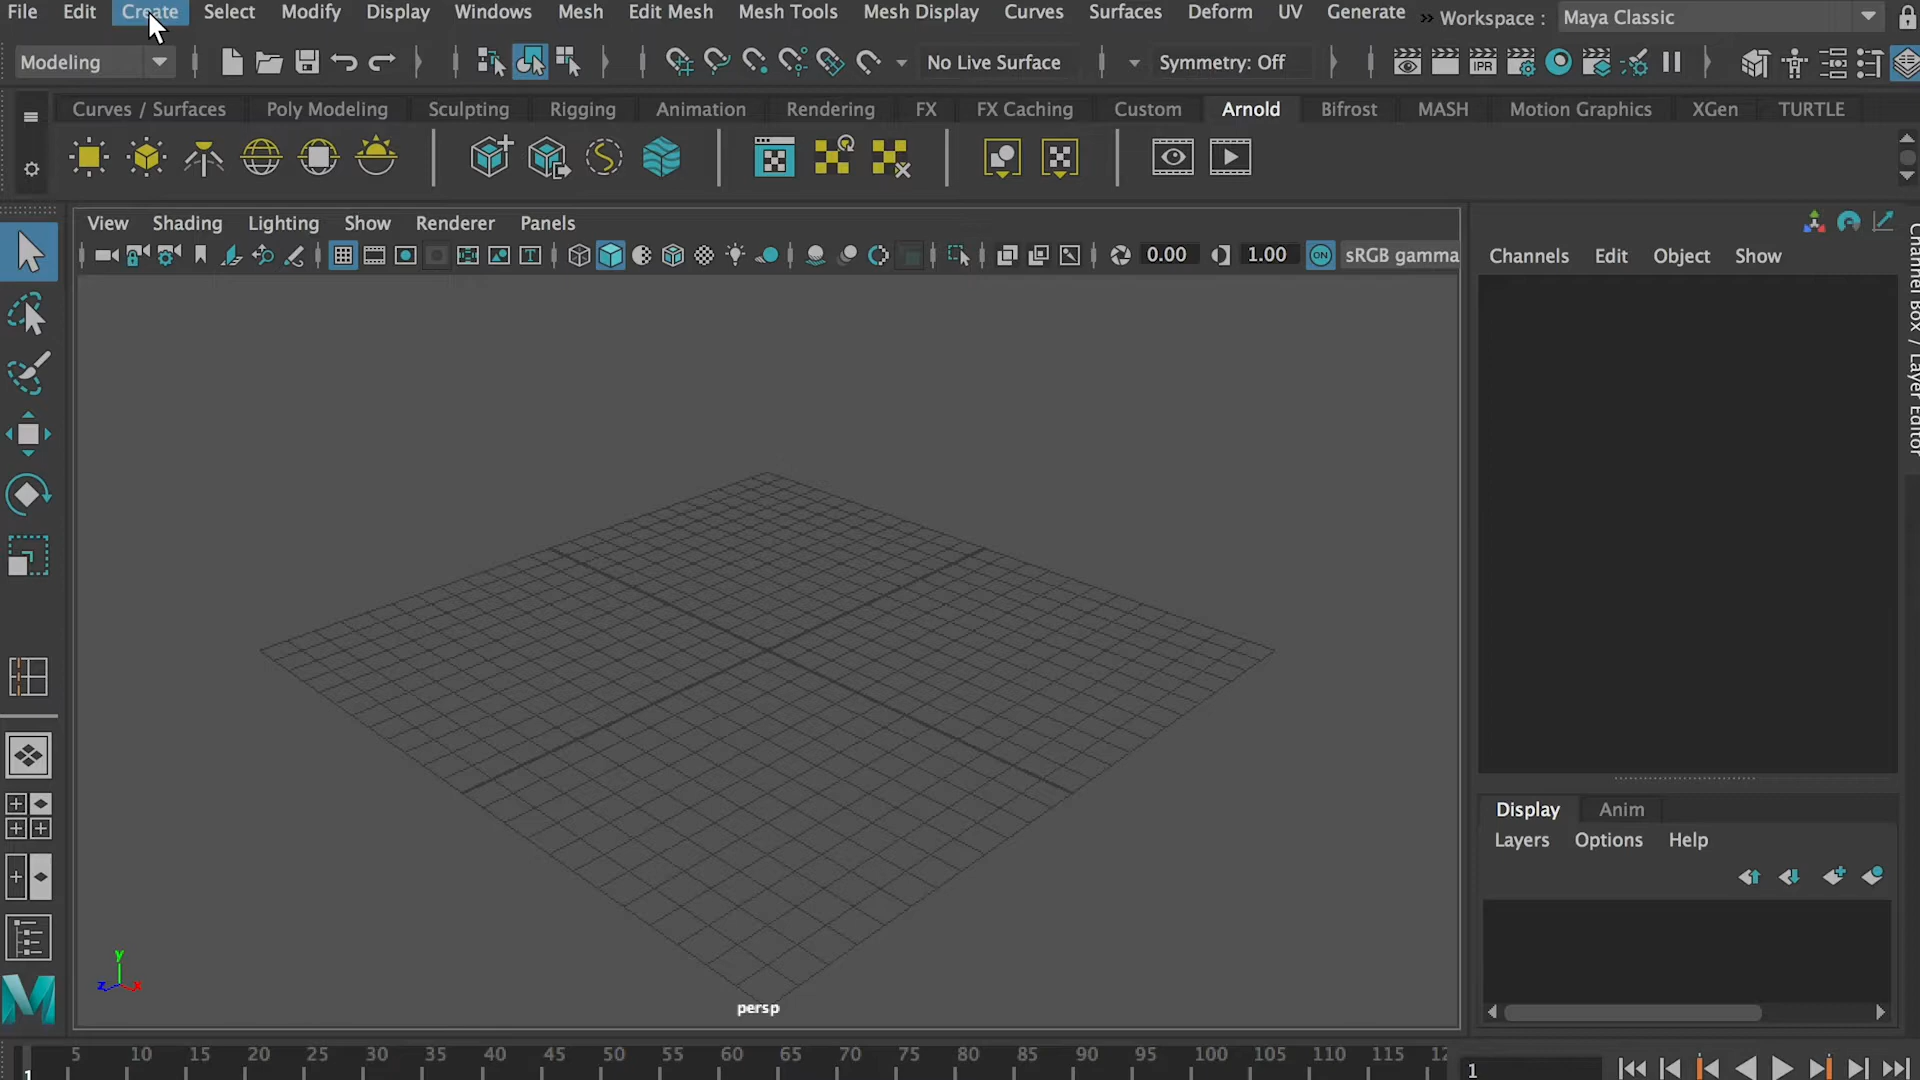 File Edit Create Select Modify Display Windows Mesh Edit Mesh Mesh Tools Mesh Display Curves Surfaces Deform UV Generate » Workspace : Maya Classic
Modeling No Live Surface Symmetry: Off IPR
Curves / Surfaces Poly Modeling Sculpting Rigging Animation Rendering FX FX Caching Custom Arnold Bifrost MASH Motion Graphics XGen TURTLE
View Shading Lighting Show Renderer Panels
T 0.00 1.00 ON sRGB gamma
Channels Edit Object Show
Channel Box / Layer Editor
Display Anim
Layers Options Help
y
z x
persp
5 10 15 20 25 30 35 40 45 50 55 60 65 70 75 80 85 90 95 100 105 110 115 12
1 1